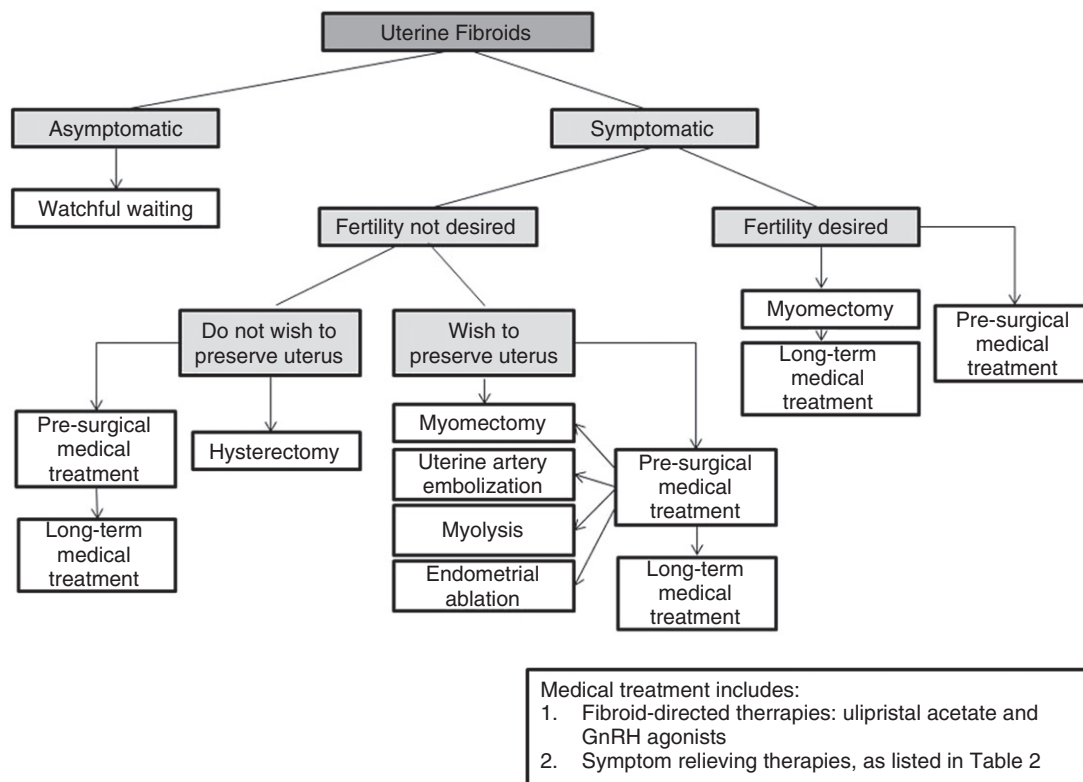 Uterine Fibroids
Asymptomatic
Symptomatic
Watchful waiting
Fertility not desired
Fertility desired
Do not wish to
preserve uterus
Wish to
preserve uterus
Myomectomy
Long-term
medical
treatment
Pre-surgical
medical
treatment
Pre-surgical
medical
treatment
Long-term
medical
treatment
Hysterectomy
Myomectomy
Uterine artery
embolization
Myolysis
Endometrial
ablation
Pre-surgical
medical
treatment
Long-term
medical
treatment
Medical treatment includes:
1. Fibroid-directed therrapies: ulipristal acetate and
GnRH agonists
2. Symptom relieving therapies, as listed in Table 2